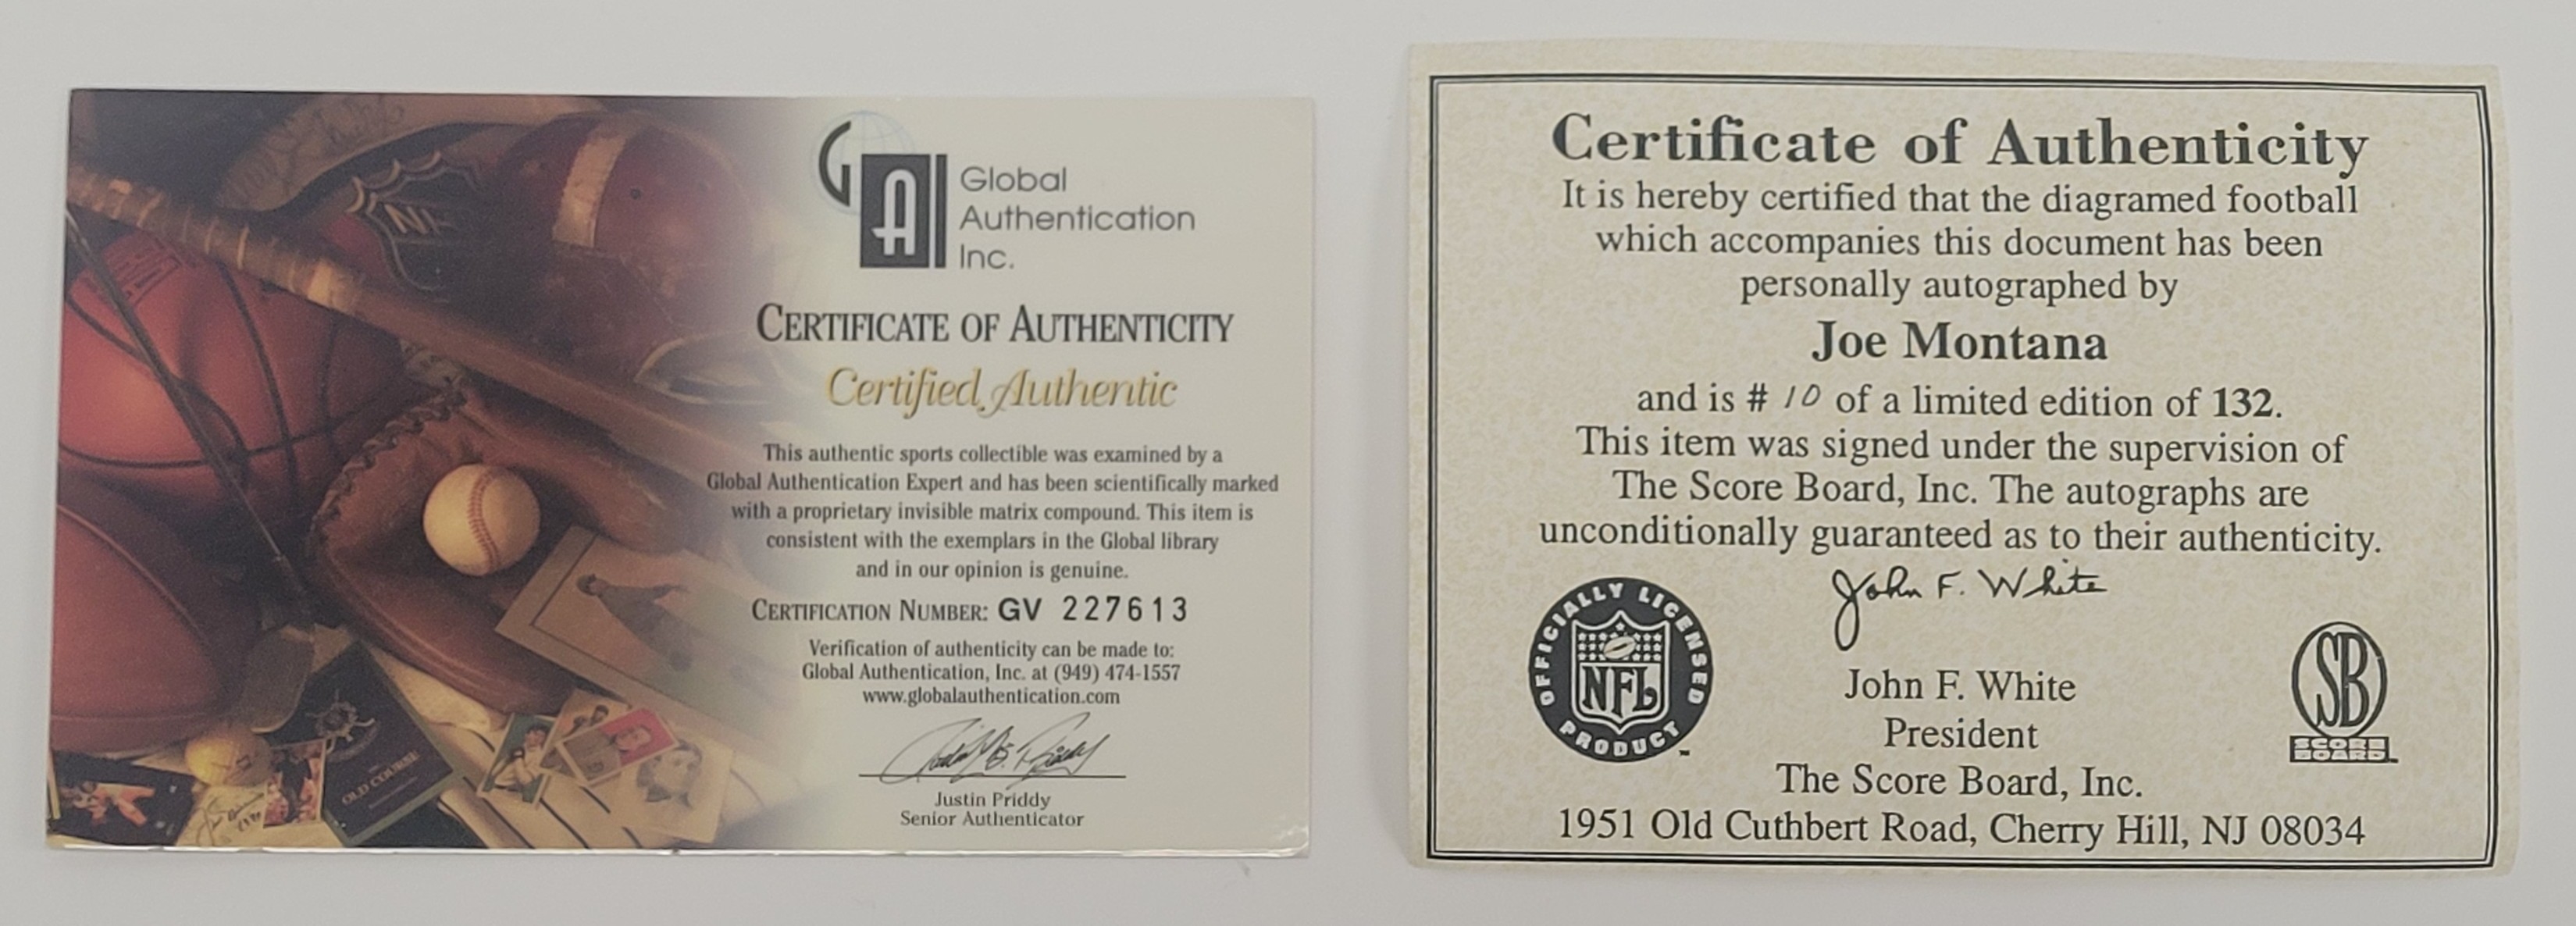 GA
Global
Authentication
Inc.
CERTIFICATE OF AUTHENTICITY
Certified Authentic
This authentic sports collectible was examined by a
Global Authentication Expert and has been scientifically marked
with a proprietary invisible matrix compound. This item is
consistent with the exemplars in the Global library
and in our opinion is genuine.
CERTIFICATION NUMBER: GV 227613
Verification of authenticity can be made to:
Global Authentication, Inc. at (949) 474-1557
www.globalauthentication.com
Justin Priddy
Senior Authenticator
OLD COURSE
Certificate of Authenticity
It is hereby certified that the diagramed football
which accompanies this document has been
personally autographed by
Joe Montana
and is # 10 of a limited edition of 132.
This item was signed under the supervision of
The Score Board, Inc. The autographs are
unconditionally guaranteed as to their authenticity.
John F. White
OFFICIALLY LICENSED
NFL
PRODUCT
John F. White
President
The Score Board, Inc.
1951 Old Cuthbert Road, Cherry Hill, NJ 08034
SB
SCORE
BOARD